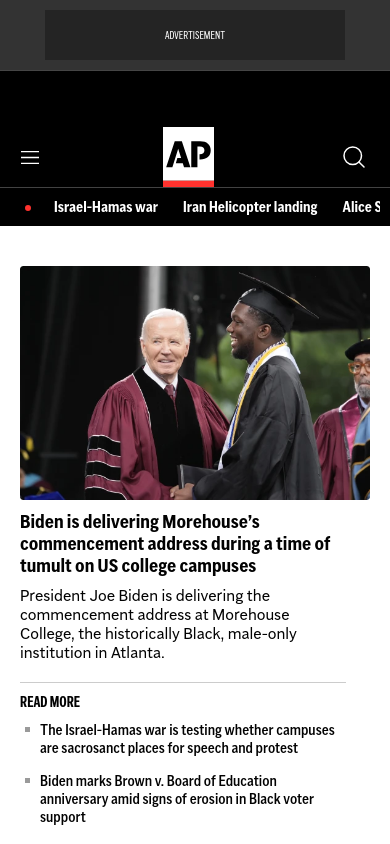 ADVERTISEMENT
AP
Israel-Hamas war Iran Helicopter landing Alice S
Biden is delivering Morehouse's
commencement address during a time of
tumult on US college campuses
President Joe Biden is delivering the
commencement address at Morehouse
College, the historically Black, male-only
institution in Atlanta.
READ MORE
The Israel-Hamas war is testing whether campuses
are sacrosanct places for speech and protest
Biden marks Brown v. Board of Education
anniversary amid signs of erosion in Black voter
support